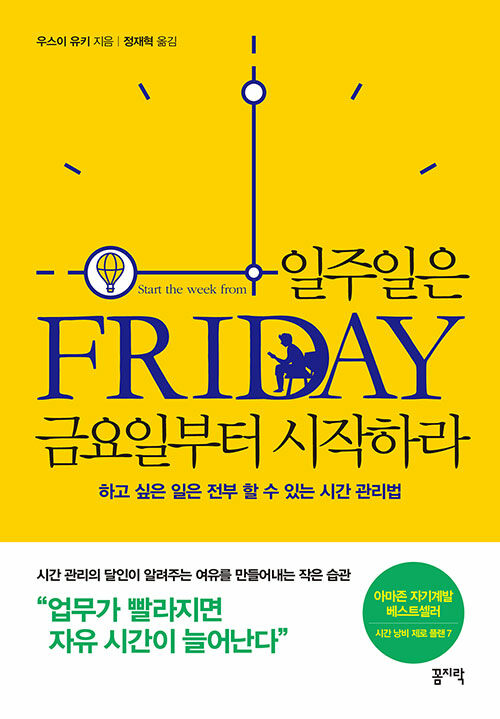 우스이 유키 지음 | 정재혁 옮김
Start the week from
일주일은
FRIDAY
금요일부터 시작하라
하고 싶은 일은 전부 할 수 있는 시간 관리법
시간 관리의 달인이 알려주는 여유를 만들어내는 작은 습관
“업무가 빨라지면
자유 시간이 늘어난다”
아마존 자기계발
베스트셀러
시간 낭비 제로 플랜 7
꼼지락